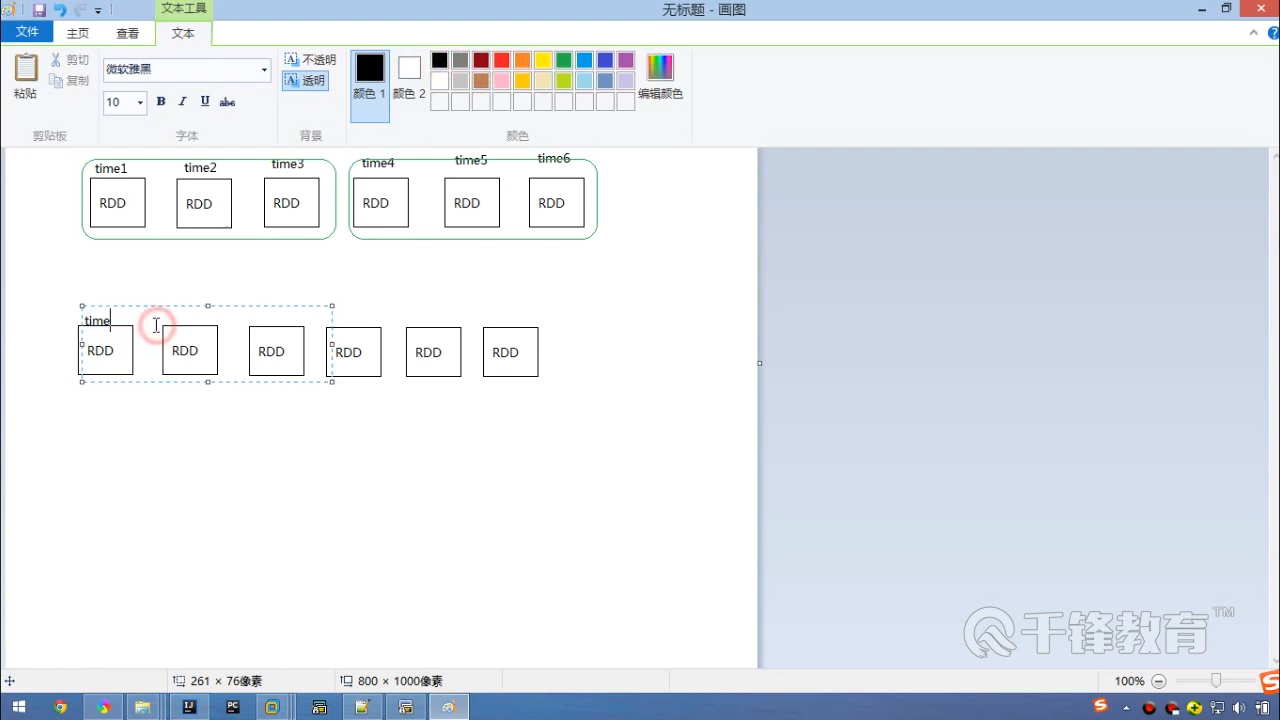 文本工具
无标题 - 画图
文件
主页
查看
文本
粘贴
剪切
复制
剪贴板
微软雅黑
10
B I U abc
字体
不透明
透明
背景
颜色 1
颜色 2
编辑颜色
颜色
time1
time2
time3
time4
time5
time6
RDD
RDD
RDD
RDD
RDD
RDD
time
RDD
RDD
RDD
RDD
RDD
RDD
千锋教育™
261 × 76像素
800 × 1000像素
100%